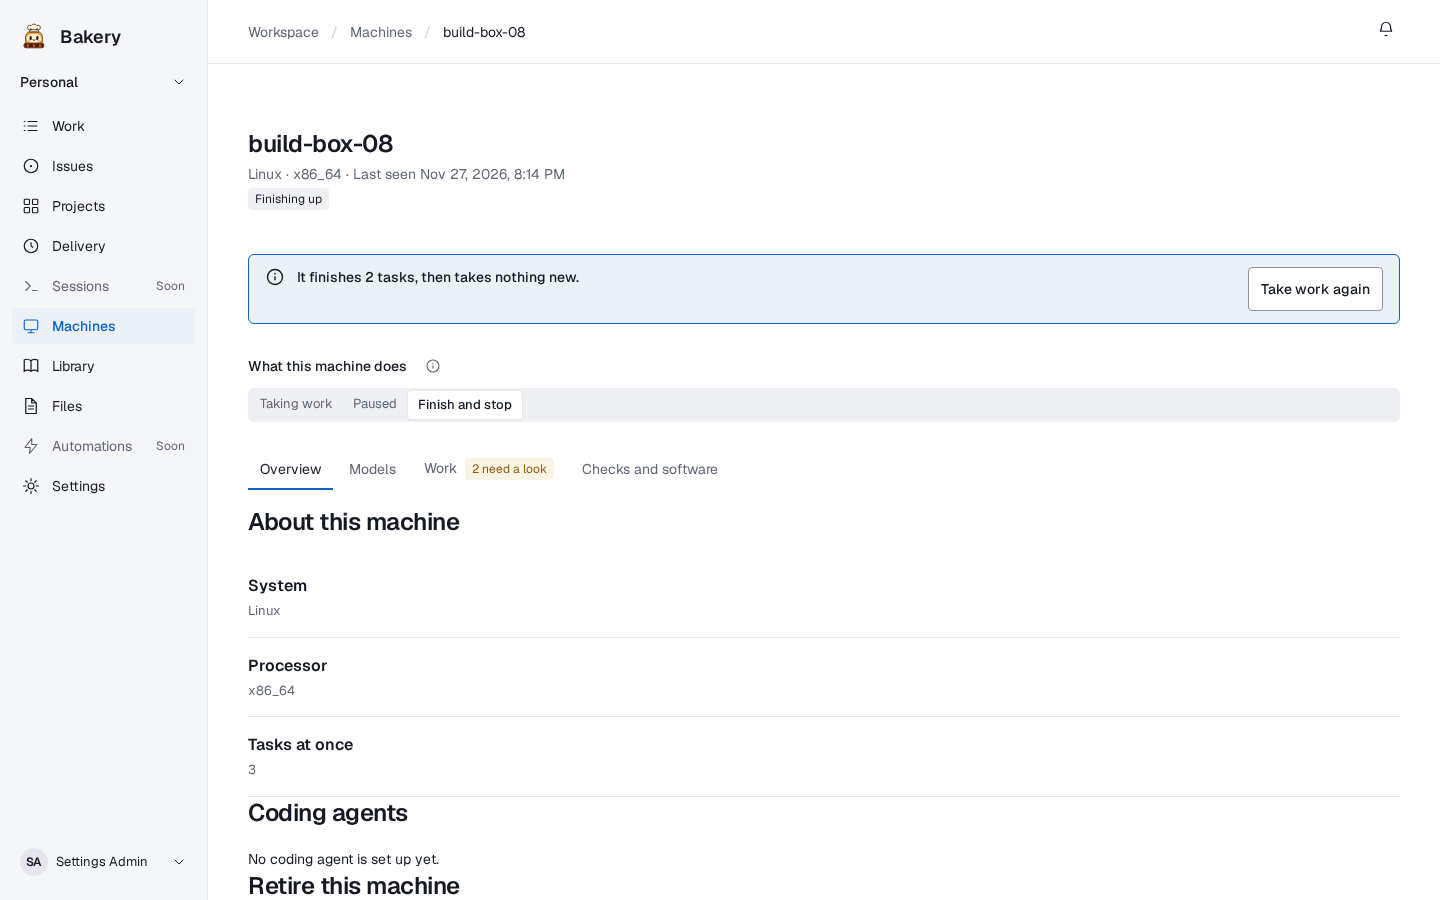 Bakery
Personal
Work
Issues
Projects
Delivery
Sessions Soon
Machines
Library
Files
Automations Soon
Settings
SA Settings Admin
Workspace / Machines / build-box-08
build-box-08
Linux · x86_64 · Last seen Nov 27, 2026, 8:14 PM
Finishing up
It finishes 2 tasks, then takes nothing new.
Take work again
What this machine does
Taking work Paused Finish and stop
Overview Models Work 2 need a look Checks and software
About this machine
System
Linux
Processor
x86_64
Tasks at once
3
Coding agents
No coding agent is set up yet.
Retire this machine